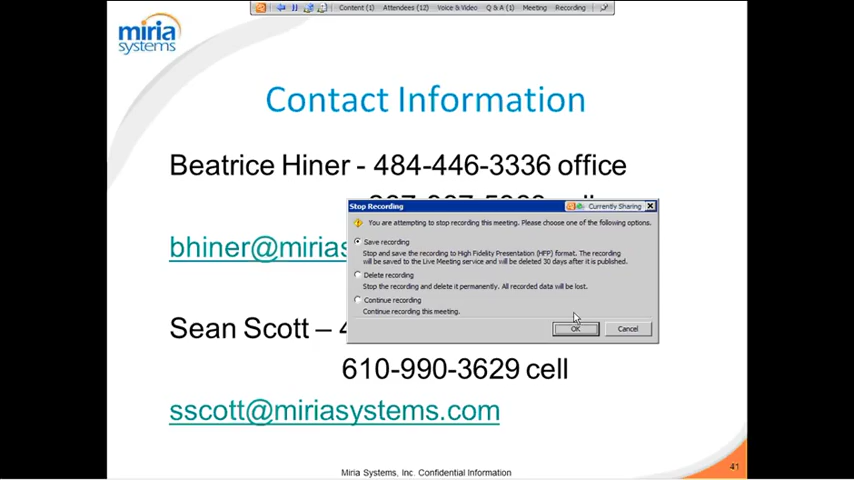 Content (1) Attendees (12) Voice & Video Q & A (1) Meeting Recording
miria
systems
Contact Information
Beatrice Hiner - 484-446-3336 office
Stop Recording Currently Sharing
You are attempting to stop recording this meeting. Please choose one of the following options.
Save recording
Stop and save the recording to High Fidelity Presentation (HFP) format. The recording
will be saved to the Live Meeting service and will be deleted 30 days after it is published.
Delete recording
Stop the recording and delete it permanently. All recorded data will be lost.
Continue recording
Continue recording this meeting.
OK Cancel
bhiner@mirias
Sean Scott – 4
610-990-3629 cell
sscott@miriasystems.com
Miria Systems, Inc. Confidential Information
41